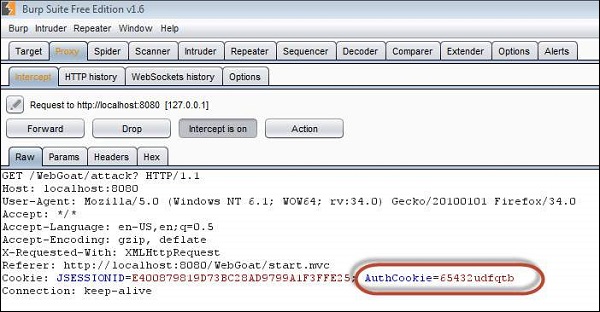 Burp Suite Free Edition v1.6
Burp Intruder Repeater Window Help
Target Proxy Spider Scanner Intruder Repeater Sequencer Decoder Comparer Extender Options Alerts
Intercept HTTP history WebSockets history Options
Request to http://localhost:8080 [127.0.0.1]
Forward Drop Intercept is on Action
Raw Params Headers Hex
GET /WebGoat/attack? HTTP/1.1
Host: localhost:8080
User-Agent: Mozilla/5.0 (Windows NT 6.1; WOW64; rv:34.0) Gecko/20100101 Firefox/34.0
Accept: */*
Accept-Language: en-US,en;q=0.5
Accept-Encoding: gzip, deflate
X-Requested-With: XMLHttpRequest
Referer: http://localhost:8080/WebGoat/start.mvc
Cookie: JSESSIONID=E400879819D73BC28AD9799A1F3FFE25; AuthCookie=65432udfqtb
Connection: keep-alive